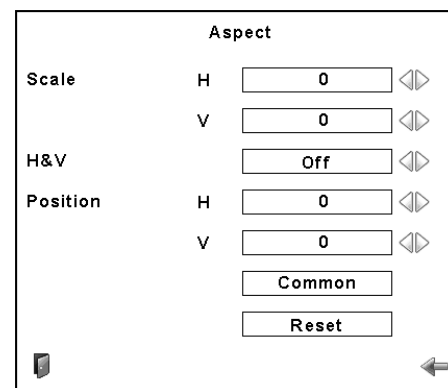 Aspect
Scale H 0
V 0
H&V Off
Position H 0
V 0
Common
Reset